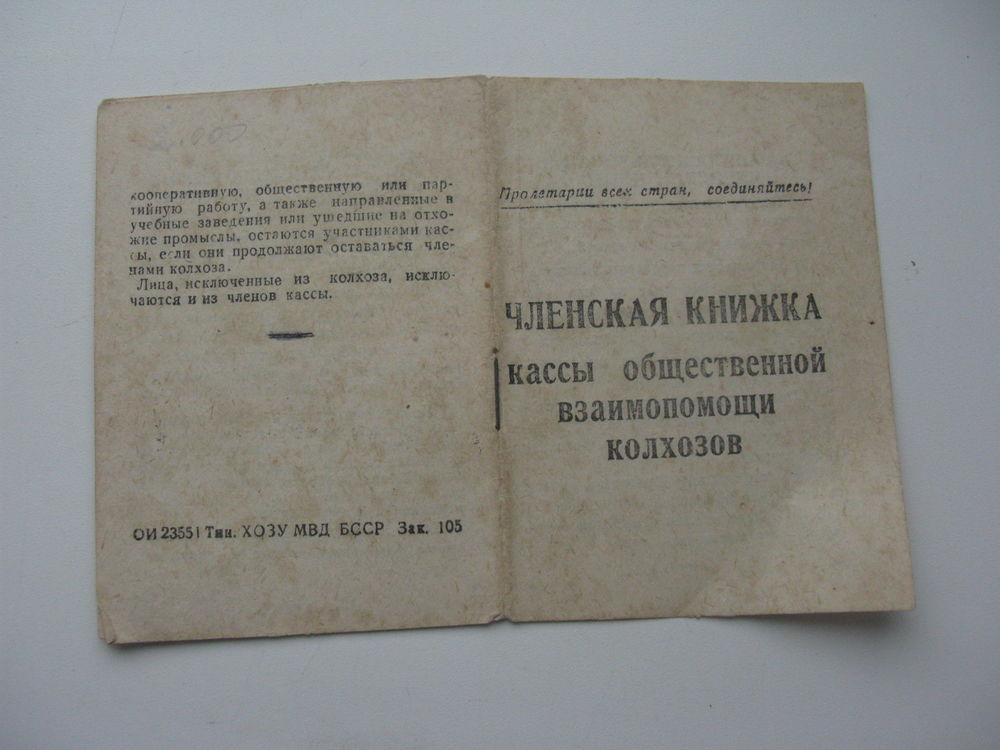 2.000
кооперативную, общественную или пар-
тийную работу, а также направленные в
учебные заведения или ушедшие на отхо-
жие промыслы, остаются участниками кас-
сы, если они продолжают оставаться чле-
нами колхоза.
Лица, исключенные из колхоза, исклю-
чаются и из членов кассы.
ОИ 23551 Тип. ХОЗУ МВД БССР Зак. 105
Пролетарии всех стран, соединяйтесь!
ЧЛЕНСКАЯ КНИЖКА
кассы общественной
взаимопомощи
колхозов